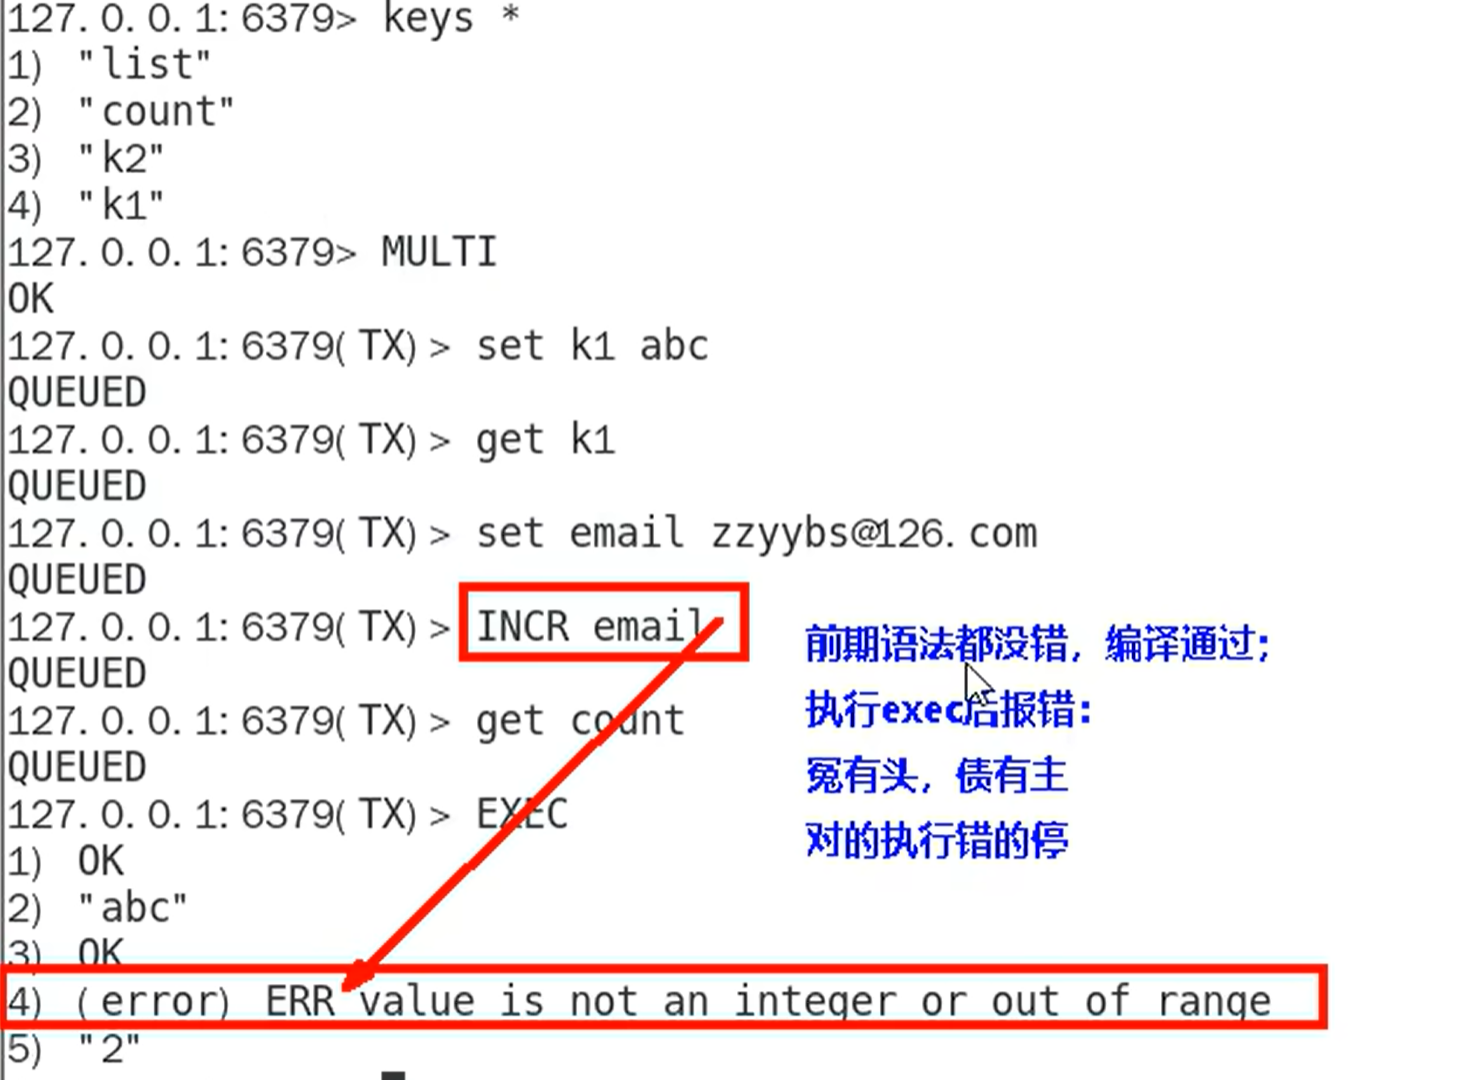 127.0.0.1:6379> keys *
1) "list"
2) "count"
3) "k2"
4) "k1"
127.0.0.1:6379> MULTI
OK
127.0.0.1:6379(TX)> set k1 abc
QUEUED
127.0.0.1:6379(TX)> get k1
QUEUED
127.0.0.1:6379(TX)> set email zzyybs@126.com
QUEUED
127.0.0.1:6379(TX)> INCR email
QUEUED
127.0.0.1:6379(TX)> get count
QUEUED
127.0.0.1:6379(TX)> EXEC
1) OK
2) "abc"
3) OK
4) (error) ERR value is not an integer or out of range
5) "2"
前期语法都没错，编译通过；
执行exec后报错：
冤有头，债有主
对的执行错的停